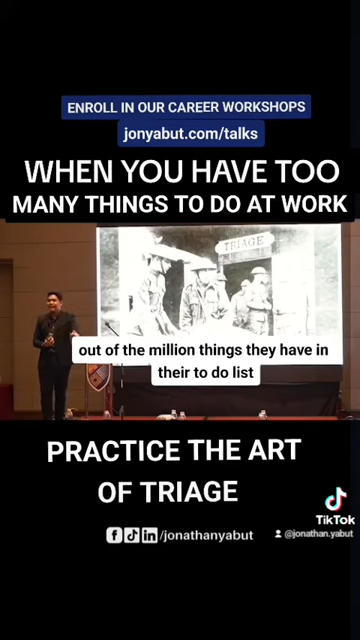 ENROLL IN OUR CAREER WORKSHOPS
jonyabut.com/talks
WHEN YOU HAVE TOO
MANY THINGS TO DO AT WORK
TRIAGE
out of the million things they have in
their to do list
PRACTICE THE ART
OF TRIAGE
/jonathanyabut
TikTok
@jonathan.yabut